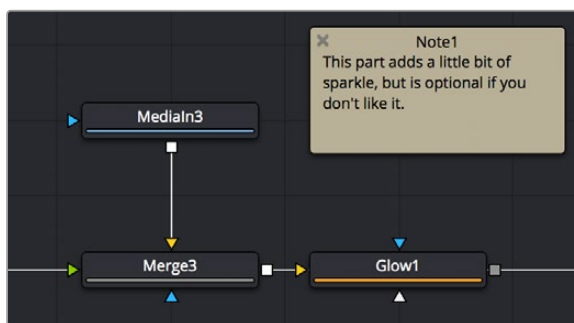 Note1
This part adds a little bit of
sparkle, but is optional if you
don't like it.
MediaIn3
Merge3
Glow1